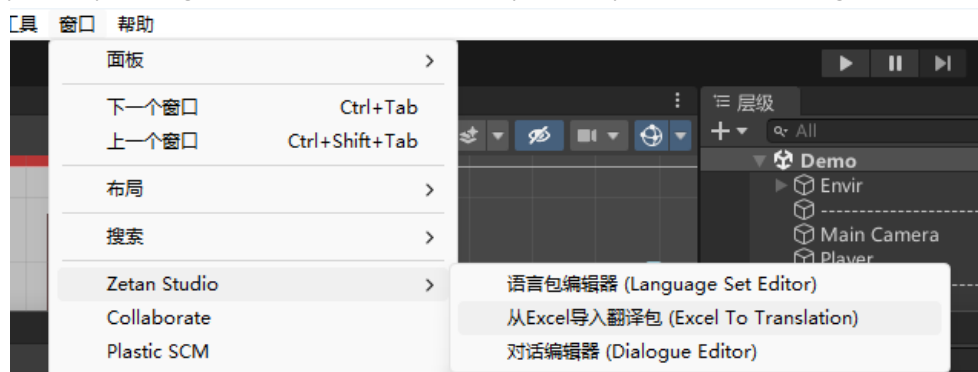 工具 窗口 帮助
面板
下一个窗口 Ctrl+Tab
上一个窗口 Ctrl+Shift+Tab
布局
搜索
Zetan Studio
Collaborate
Plastic SCM
语言包编辑器 (Language Set Editor)
从Excel导入翻译包 (Excel To Translation)
对话编辑器 (Dialogue Editor)
层级
All
Demo
Envir
--------------------
Main Camera
Player